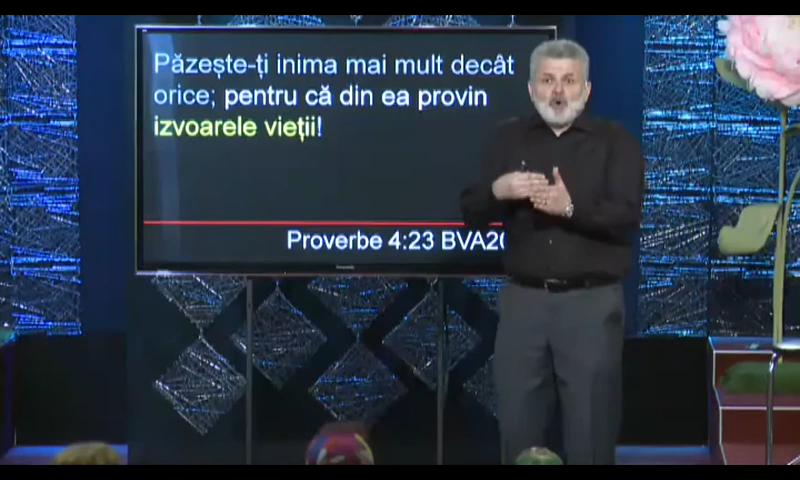 Păzește-ți inima mai mult decât
orice; pentru că din ea provin
izvoarele vieții!
Proverbe 4:23 BVA20